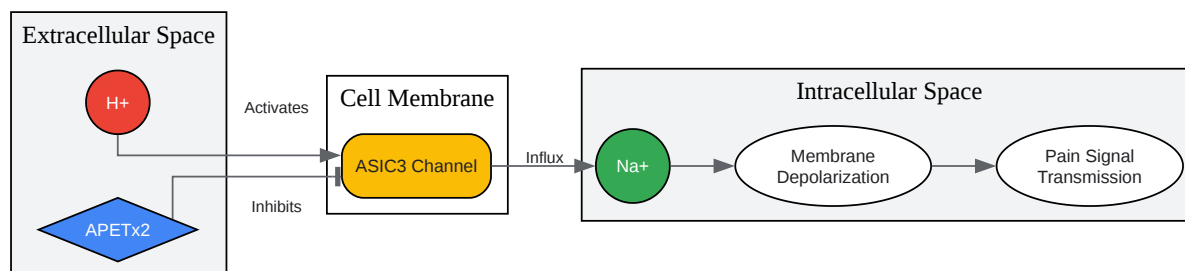 Extracellular Space
H+
APETx2
Activates
Inhibits
Cell Membrane
ASIC3 Channel
Influx
Intracellular Space
Na+
Membrane
Depolarization
Pain Signal
Transmission